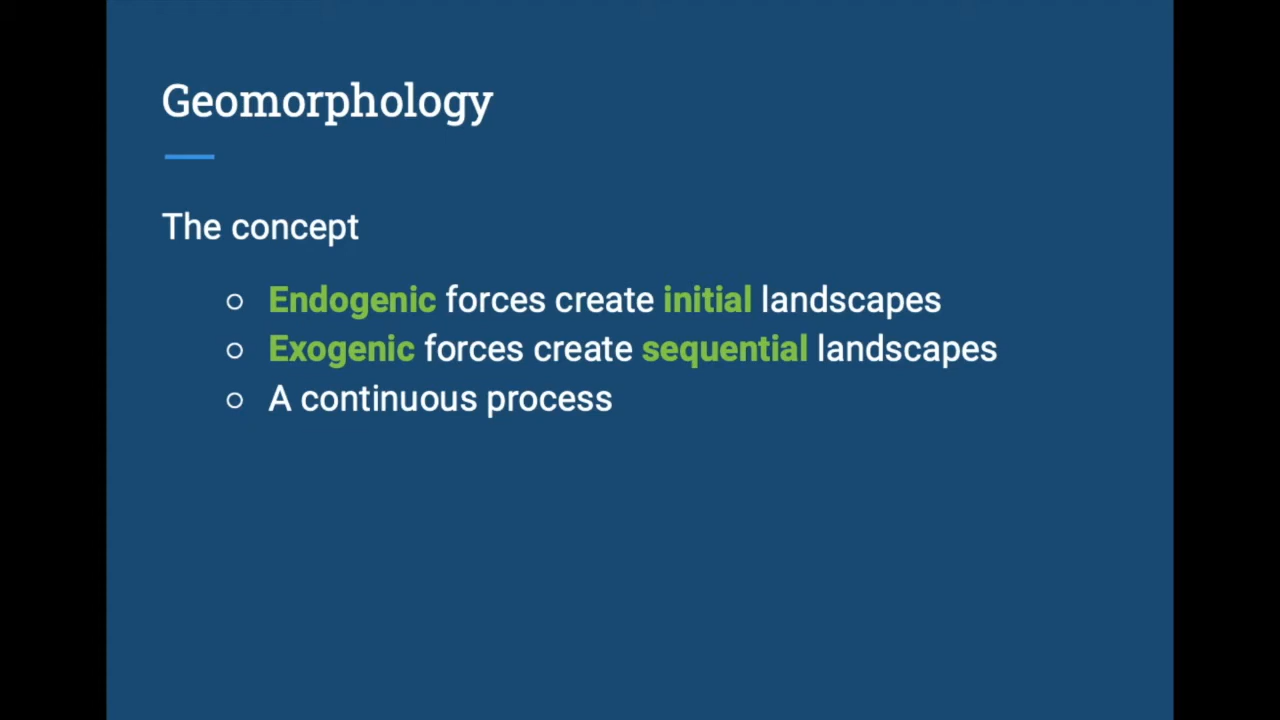 Geomorphology
The concept
○ Endogenic forces create initial landscapes
○ Exogenic forces create sequential landscapes
○ A continuous process